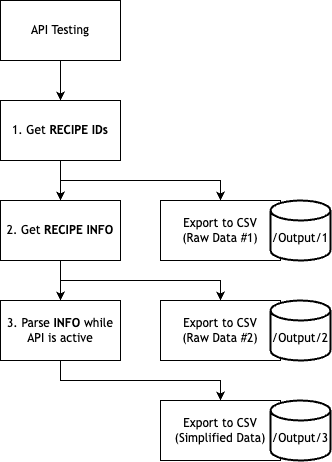 API Testing
1. Get RECIPE IDs
2. Get RECIPE INFO
Export to CSV
(Raw Data #1)
/Output/1
3. Parse INFO while
API is active
Export to CSV
(Raw Data #2)
/Output/2
Export to CSV
(Simplified Data)
/Output/3